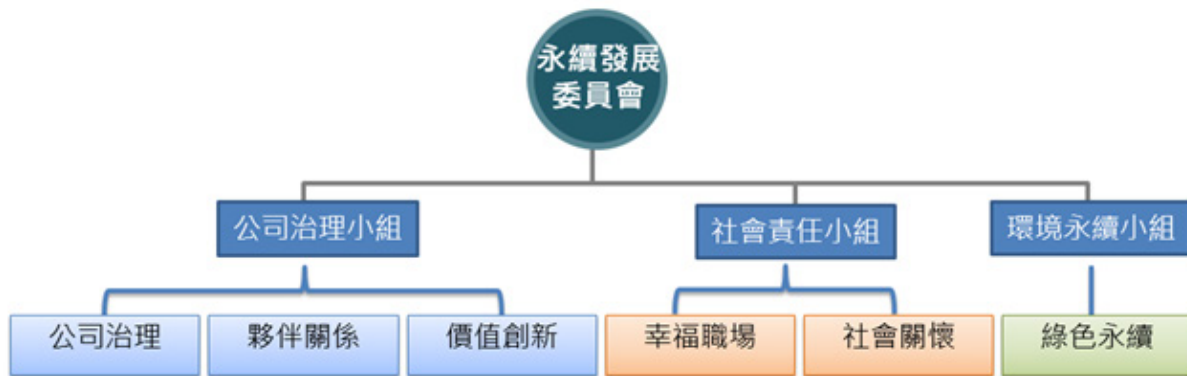 永續發展
委員會
公司治理小組
社會責任小組
環境永續小組
公司治理
夥伴關係
價值創新
幸福職場
社會關懷
綠色永續